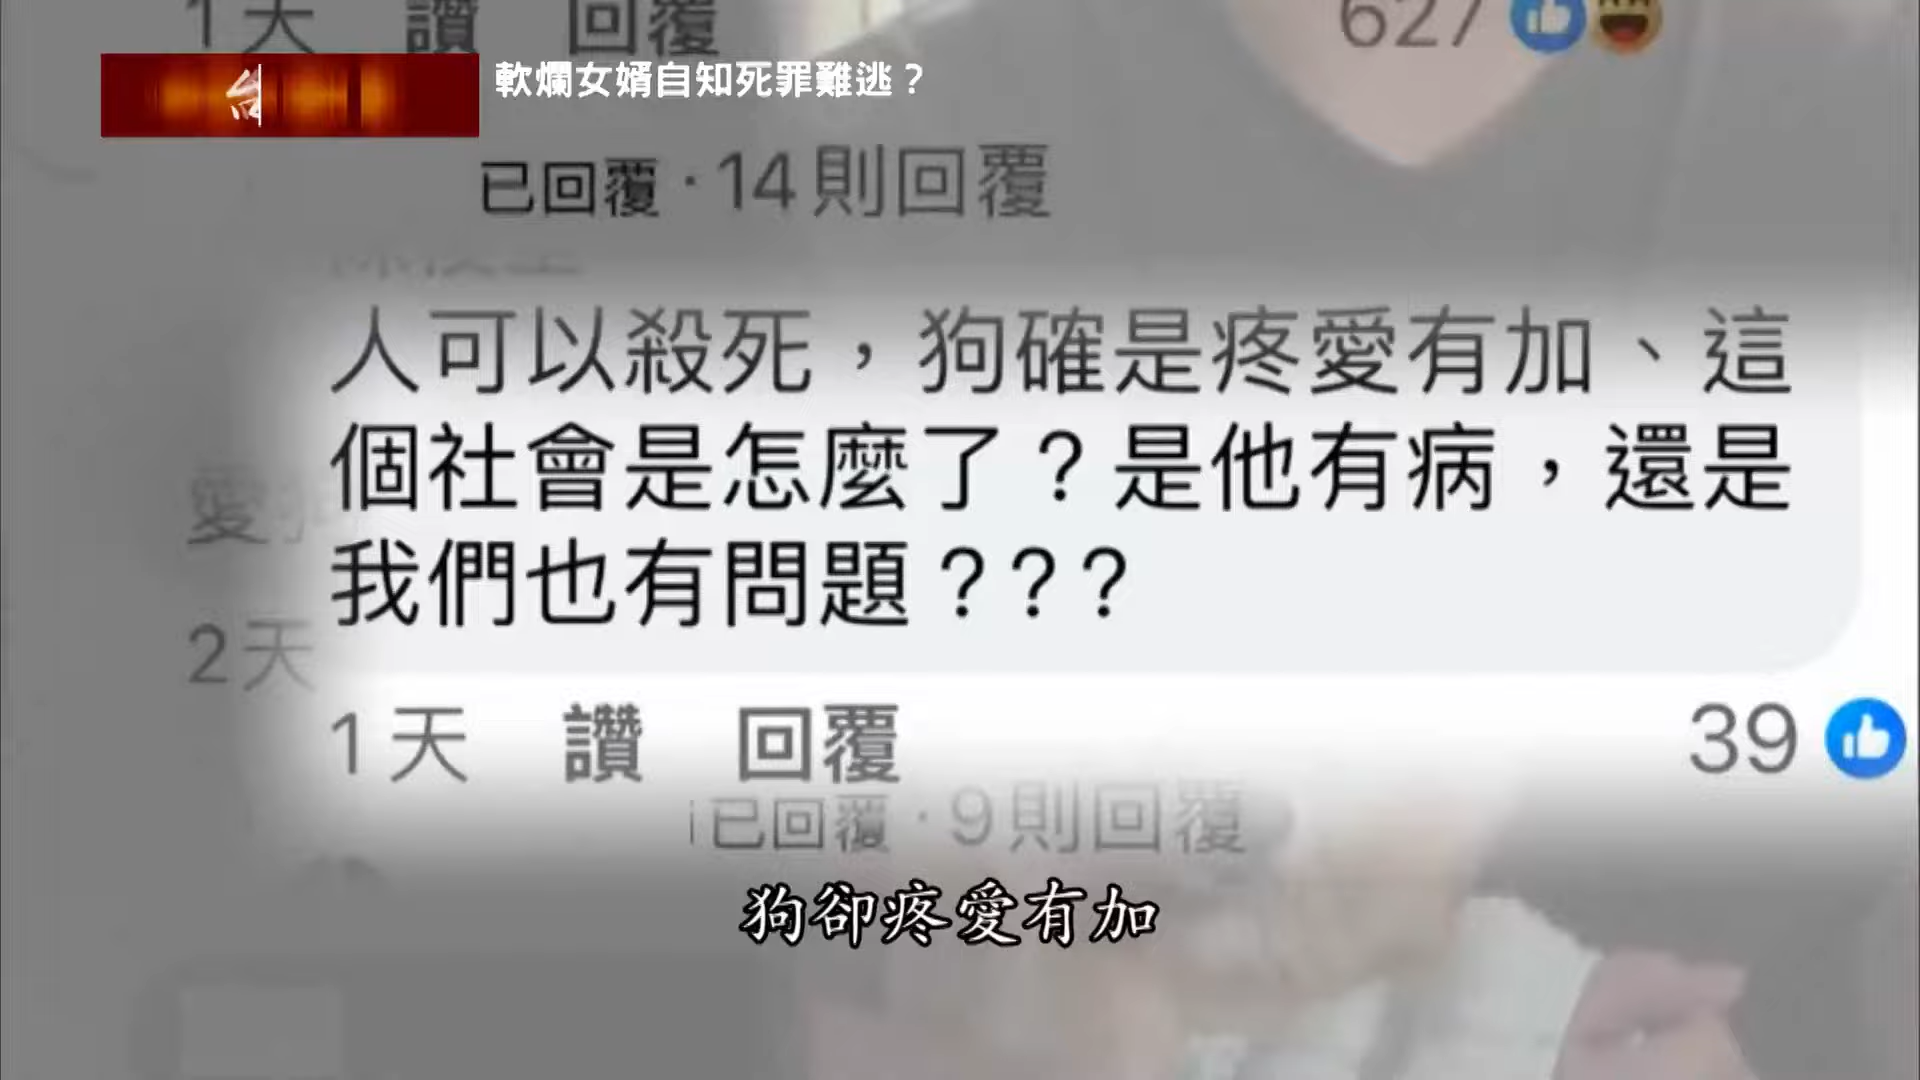 1天 讚 回覆 627
台
軟爛女婿自知死罪難逃？
已回覆·14則回覆
人可以殺死，狗確是疼愛有加、這
個社會是怎麼了？是他有病，還是
我們也有問題？？？
愛
2天
1天 讚 回覆 39
已回覆·9則回覆
狗卻疼愛有加